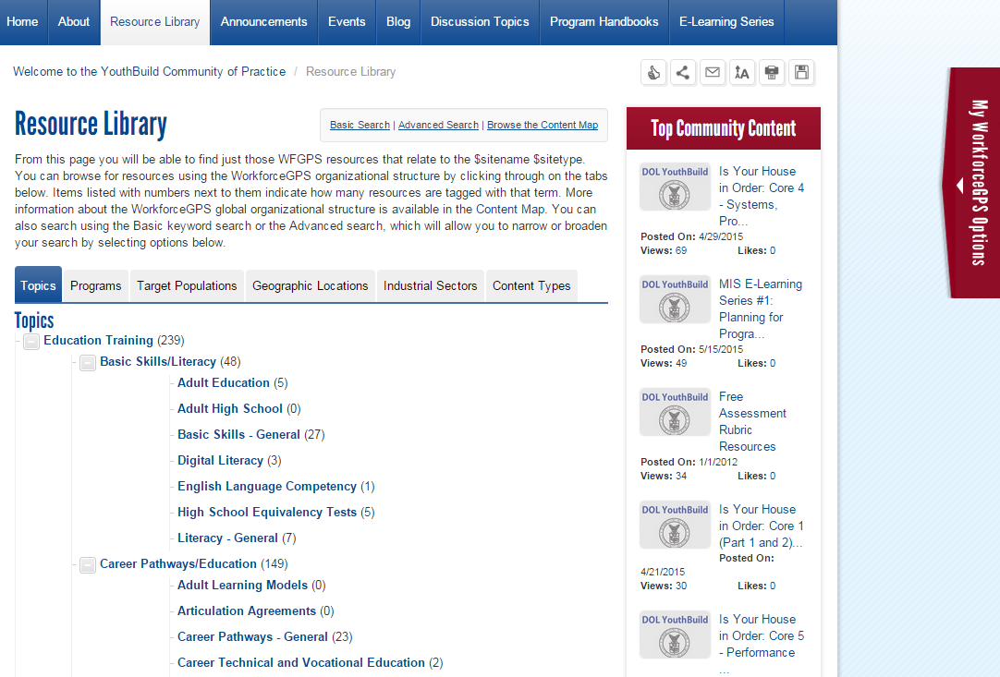 Home About Resource Library Announcements Events Blog Discussion Topics Program Handbooks E-Learning Series
Welcome to the YouthBuild Community of Practice / Resource Library
Resource Library
Basic Search | Advanced Search | Browse the Content Map
From this page you will be able to find just those WFGPS resources that relate to the $sitename $sitetype.
You can browse for resources using the WorkforceGPS organizational structure by clicking through on the tabs
below. Items listed with numbers next to them indicate how many resources are tagged with that term. More
information about the WorkforceGPS global organizational structure is available in the Content Map. You can
also search using the Basic keyword search or the Advanced search, which will allow you to narrow or broaden
your search by selecting options below.
Topics Programs Target Populations Geographic Locations Industrial Sectors Content Types
Topics
Education Training (239)
Basic Skills/Literacy (48)
Adult Education (5)
Adult High School (0)
Basic Skills - General (27)
Digital Literacy (3)
English Language Competency (1)
High School Equivalency Tests (5)
Literacy - General (7)
Career Pathways/Education (149)
Adult Learning Models (0)
Articulation Agreements (0)
Career Pathways - General (23)
Career Technical and Vocational Education (2)
Top Community Content
DOL YouthBuild
Is Your House
in Order: Core 4
- Systems,
Pro...
Posted On: 4/29/2015
Views: 69 Likes: 0
DOL YouthBuild
MIS E-Learning
Series #1:
Planning for
Progra...
Posted On: 5/15/2015
Views: 49 Likes: 0
DOL YouthBuild
Free
Assessment
Rubric
Resources
Posted On: 1/1/2012
Views: 34 Likes: 0
DOL YouthBuild
Is Your House
in Order: Core 1
(Part 1 and 2)...
Posted On:
4/21/2015
Views: 30 Likes: 0
DOL YouthBuild
Is Your House
in Order: Core 5
- Performance
...
My WorkforceGPS Options